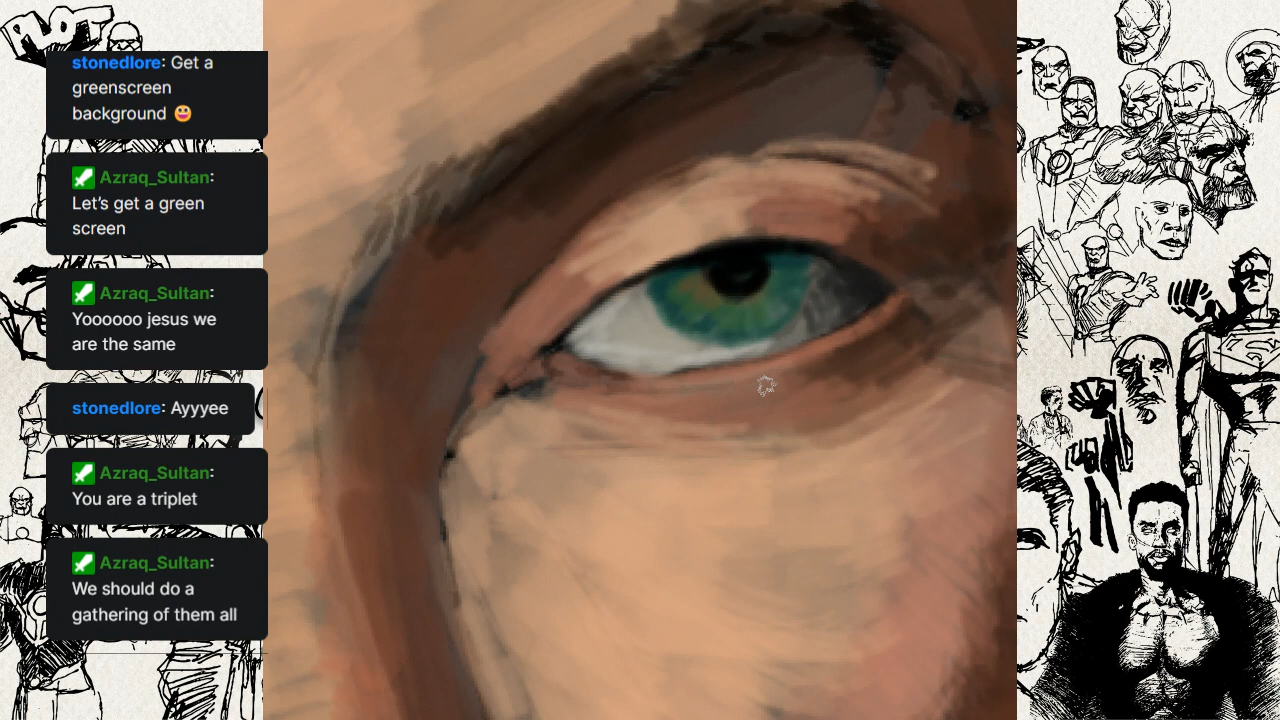 PLOT
stonedlore: Get a
greenscreen
background 😀
Azraq_Sultan:
Let's get a green
screen
Azraq_Sultan:
Yoooooo jesus we
are the same
stonedlore: Ayyyee
Azraq_Sultan:
You are a triplet
Azraq_Sultan:
We should do a
gathering of them all